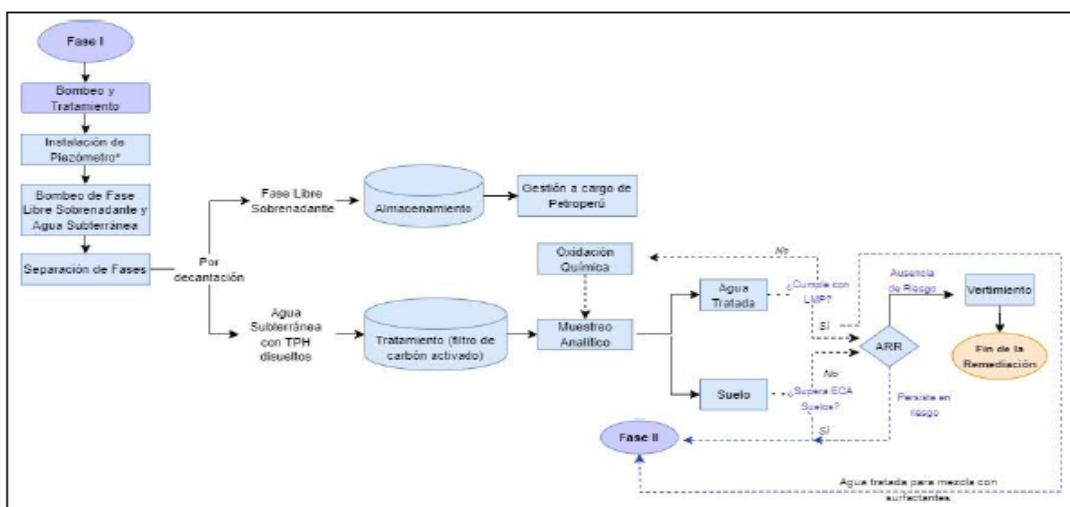 Fase I
Bombeo y
Tratamiento
Instalación de
Piezómetro*
Bombeo de Fase
Libre Sobrenadante y
Agua Subterránea
Separación de Fases
Por
decantación
Fase Libre
Sobrenadante
Almacenamiento
Gestión a cargo de
Petroperú
Agua
Subterránea
con TPH
disueltos
Tratamiento (filtro de
carbón activado)
Oxidación
Química
Muestreo
Analítico
No
Agua
Tratada
¿Cumple con
LMP?
Si
Suelo
¿Supera ECA
Suelos?
No
Si
ARR
Ausencia
de Riesgo
Vertimiento
Fin de la
Remediación
Persiste en
riesgo
Fase II
Agua tratada para mezcla con
surfactantes